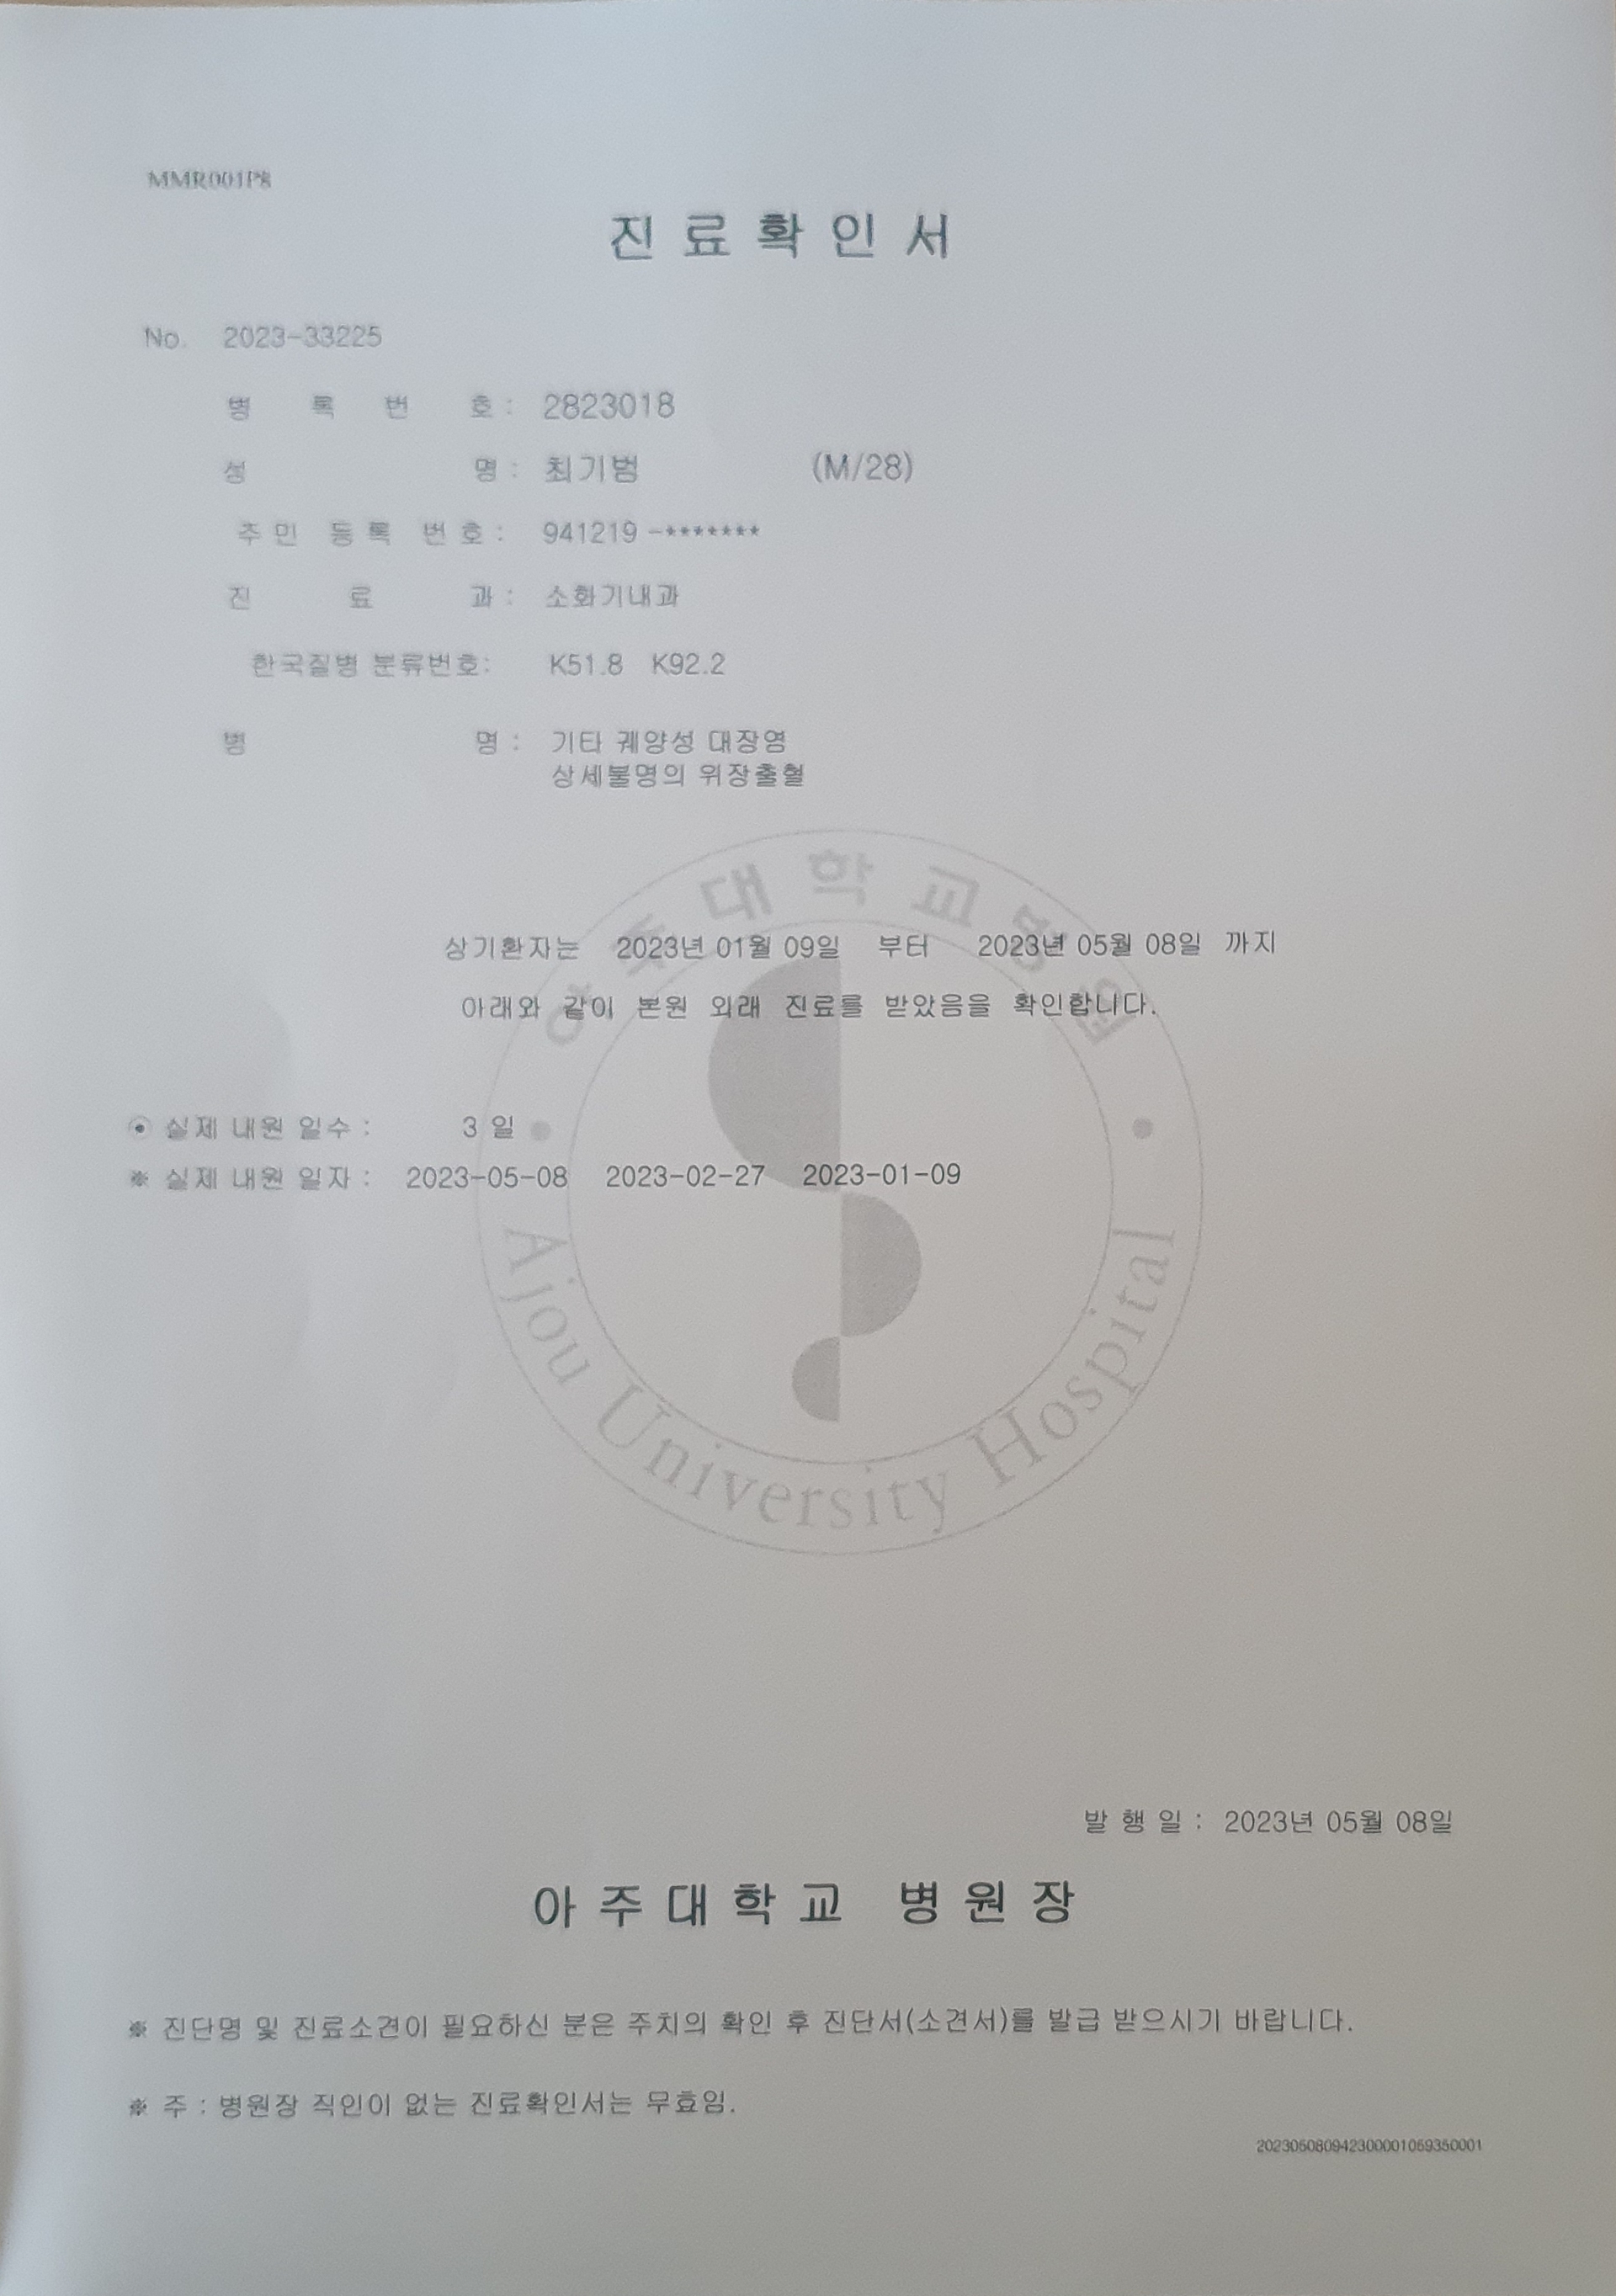 MMR001P8
진 료 확 인 서
No. 2023-33225
병 록 번 호 : 2823018
성 명 : 최기범 (M/28)
주 민 등 록 번 호 : 941219 -*******
진 료 과 : 소화기내과
한국질병 분류번호: K51.8 K92.2
병 명 : 기타 궤양성 대장염
상세불명의 위장출혈
아 주 대 학 교 병 원
상기환자는 2023년 01월 09일 부터 2023년 05월 08일 까지
아래와 같이 본원 외래 진료를 받았음을 확인합니다.
⊙ 실제 내원 일수 : 3 일
※ 실제 내원 일자 : 2023-05-08 2023-02-27 2023-01-09
Ajou University Hospital
발 행 일 : 2023년 05월 08일
아 주 대 학 교 병 원 장
※ 진단명 및 진료소견이 필요하신 분은 주치의 확인 후 진단서(소견서)를 발급 받으시기 바랍니다.
※ 주 : 병원장 직인이 없는 진료확인서는 무효임.
202305080942300001059350001